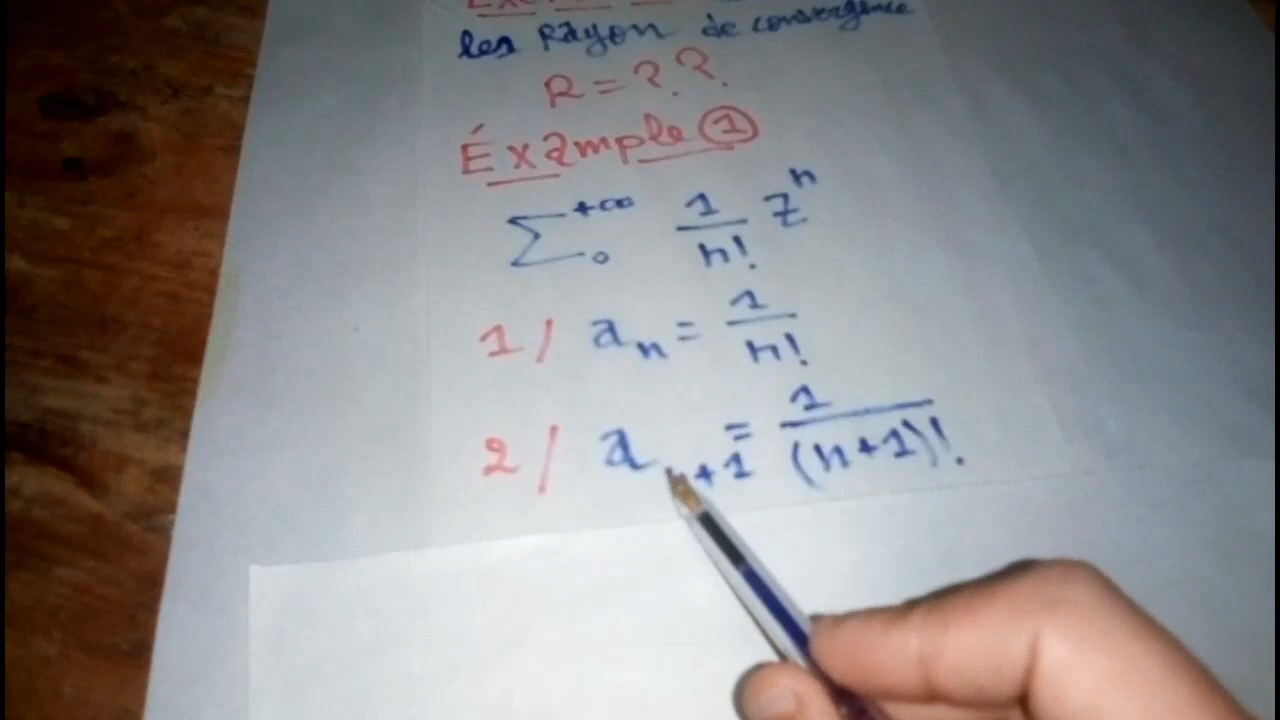 les Rayon de convergence
R = ? ?
Éxample ①
∑₀^{+∞} 1/n! zⁿ
1/ aₙ = 1/n!
2/ aₙ₊₁ = 1/(n+1)!